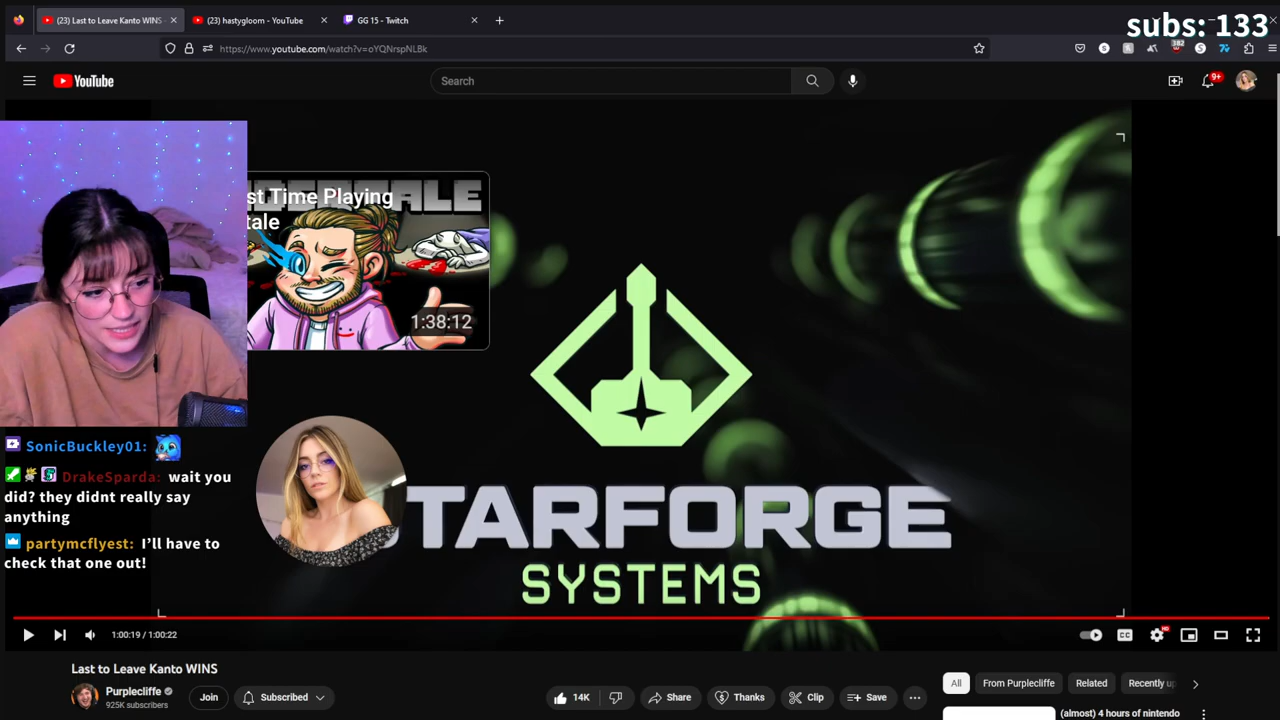 subs: 133
(23) Last to Leave Kanto WINS -
(23) hastygloom - YouTube
GG 15 - Twitch
https://www.youtube.com/watch?v=oYQNrspNLBk
382
YouTube
Search
9+
st Time Playing
tale
1:38:12
TARFORGE
SYSTEMS
SonicBuckley01:
DrakeSparda: wait you
did? they didnt really say
anything
partymcflyest: I'll have to
check that one out!
1:00:19 / 1:00:22
CC
HD
Last to Leave Kanto WINS
Purplecliffe
925K subscribers
Join
Subscribed
14K
Share
Thanks
Clip
Save
All
From Purplecliffe
Related
Recently up
(almost) 4 hours of nintendo